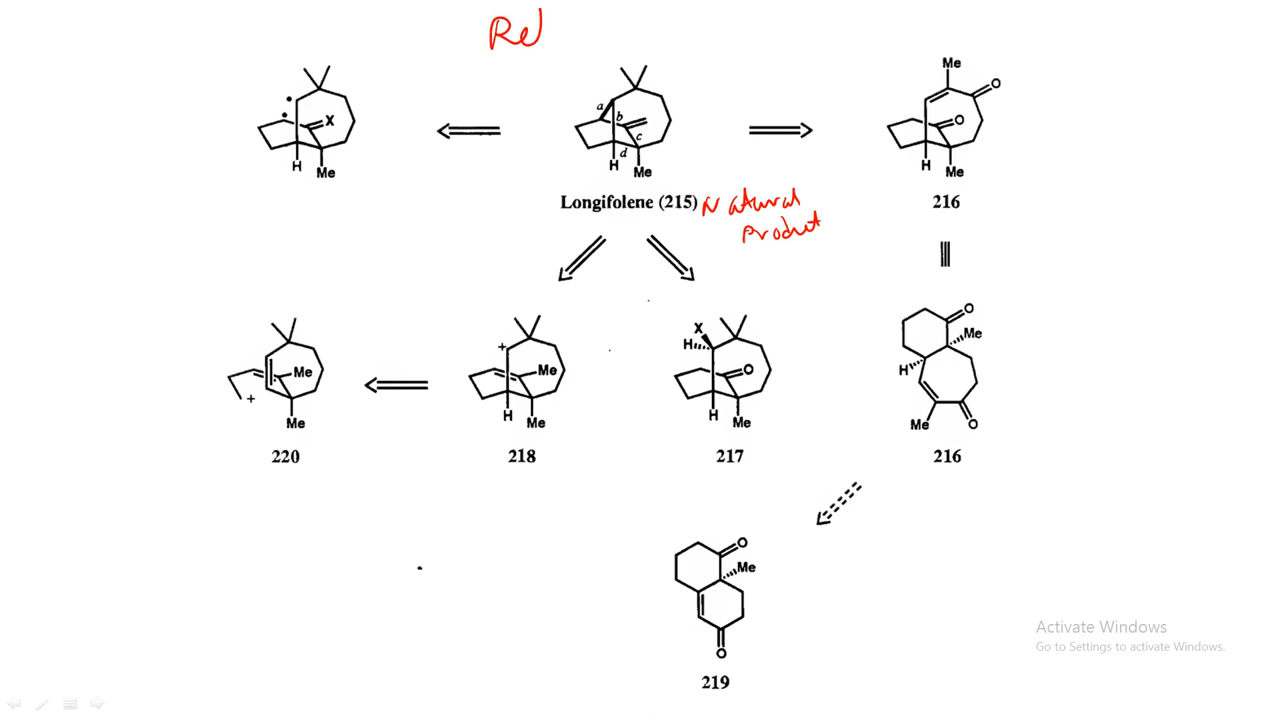 Re
Me
O
X
a
b
O
c
d
H
Me
H
Me
H
Me
Longifolene (215)
Natural
product
216
X
H
O
Me
+
O
H
Me
Me
+
Me
H
Me
H
Me
Me
O
220
218
217
216
O
Me
O
219
Activate Windows
Go to Settings to activate Windows.